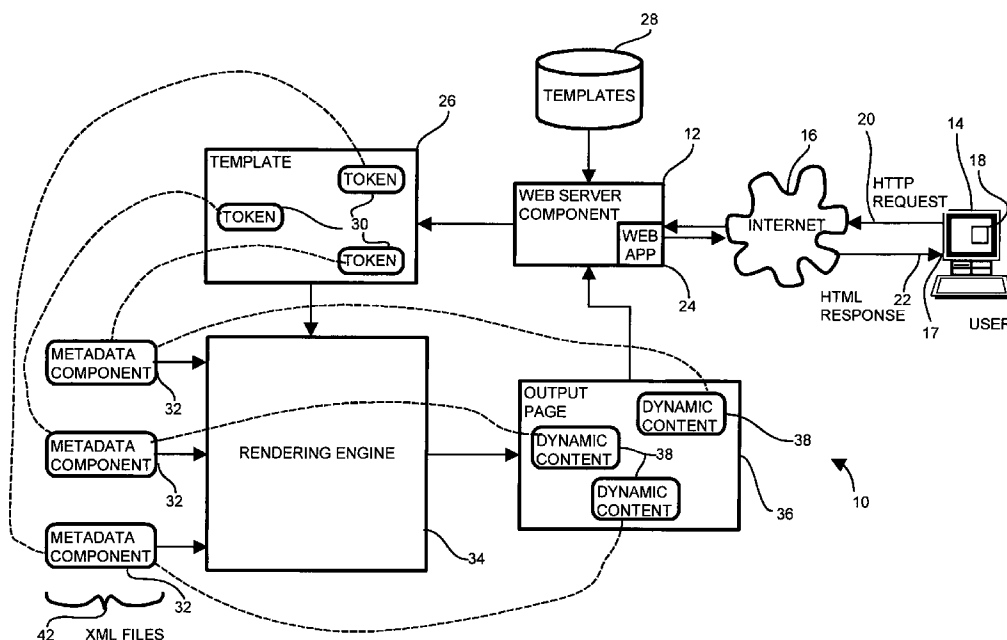 28
TEMPLATES
26
TEMPLATE
TOKEN
TOKEN
30
TOKEN
12
WEB SERVER
COMPONENT
WEB
APP
24
16
INTERNET
20
HTTP
REQUEST
14
18
HTML
RESPONSE
22
17
USER
METADATA
COMPONENT
32
METADATA
COMPONENT
32
METADATA
COMPONENT
32
42
XML FILES
RENDERING ENGINE
34
OUTPUT
PAGE
DYNAMIC
CONTENT
38
DYNAMIC
CONTENT
38
DYNAMIC
CONTENT
36
10